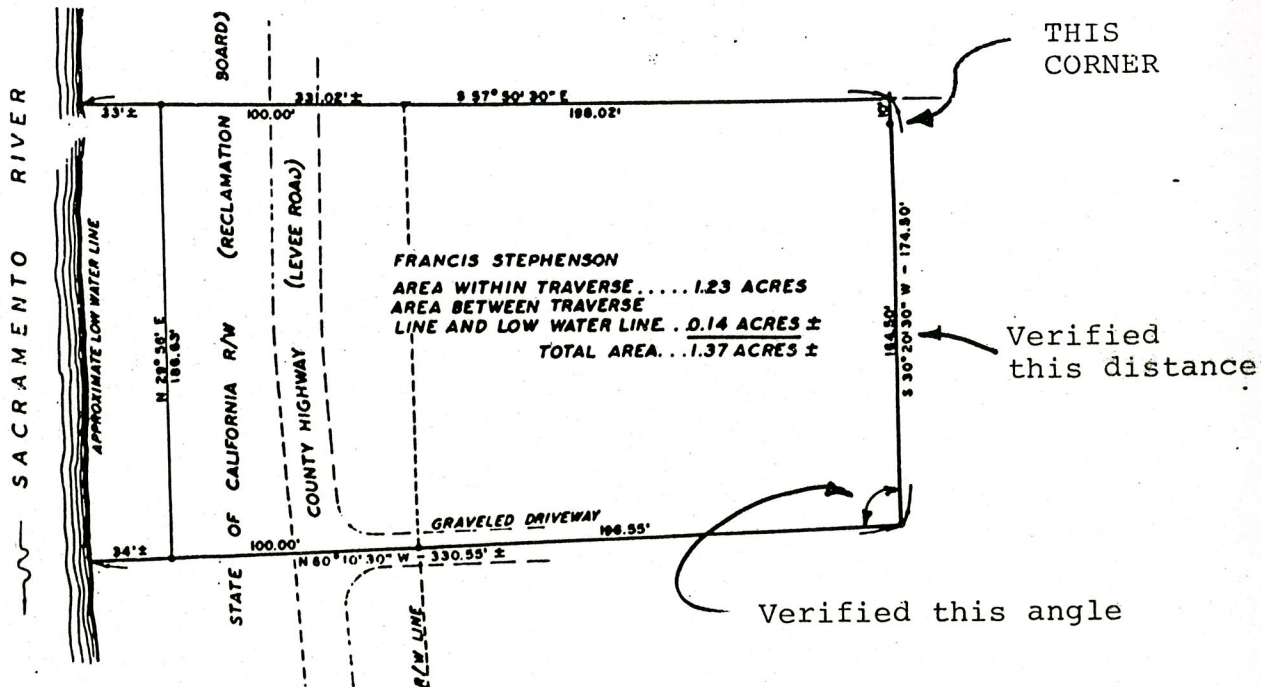 THIS
CORNER
BOARD)
(RECLAMATION
STATE OF CALIFORNIA R/W
SACRAMENTO RIVER
33'±
100.00'
331.02'±
S 57° 50' 30" E
198.02'
10'
APPROXIMATE LOW WATER LINE
N 29° 56' E
186.63'
COUNTY HIGHWAY (LEVEE ROAD)
FRANCIS STEPHENSON
AREA WITHIN TRAVERSE ..... 1.23 ACRES
AREA BETWEEN TRAVERSE
LINE AND LOW WATER LINE...0.14 ACRES ±
TOTAL AREA...1.37 ACRES ±
164.50'
S 30° 20' 30" W - 174.50'
Verified
this distance
GRAVELED DRIVEWAY
196.55'
34'±
100.00'
N 60° 10' 30" W - 330.55' ±
R/W LINE
Verified this angle